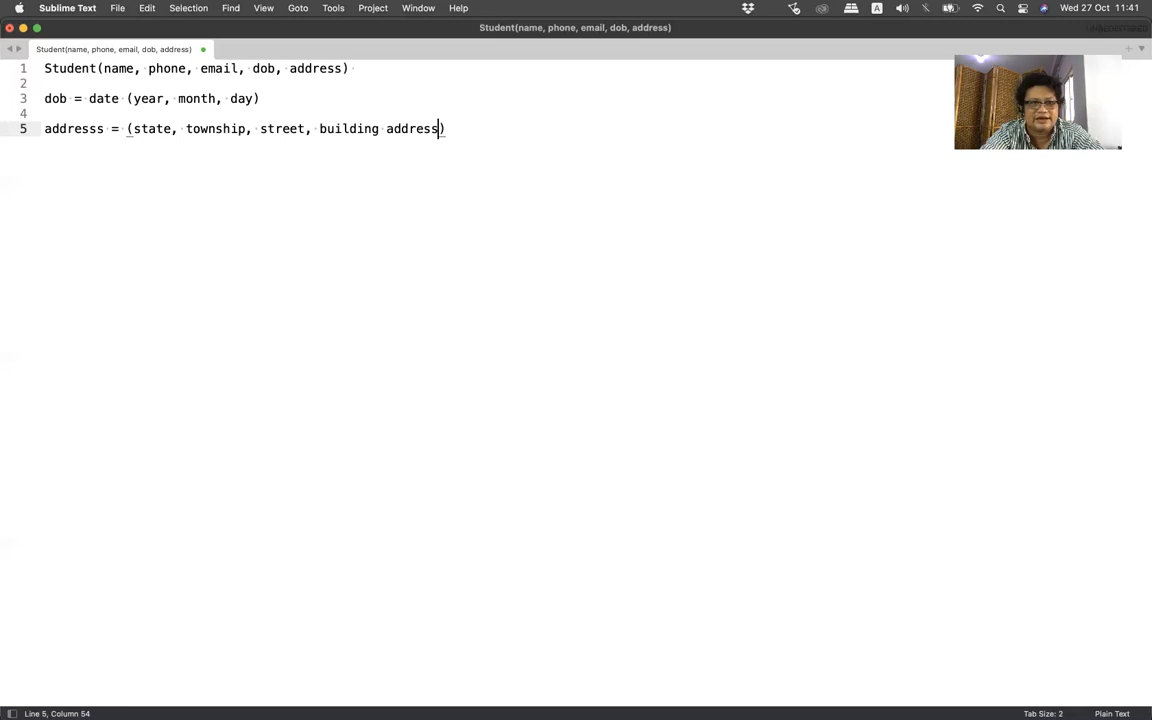 Sublime Text File Edit Selection Find View Goto Tools Project Window Help A Wed 27 Oct 11:41
Student(name, phone, email, dob, address)
UNREGISTERED
Student(name, phone, email, dob, address)
1 Student(name, phone, email, dob, address)
2
3 dob = date (year, month, day)
4
5 addresss = (state, township, street, building address)
Line 5, Column 54 Tab Size: 2 Plain Text